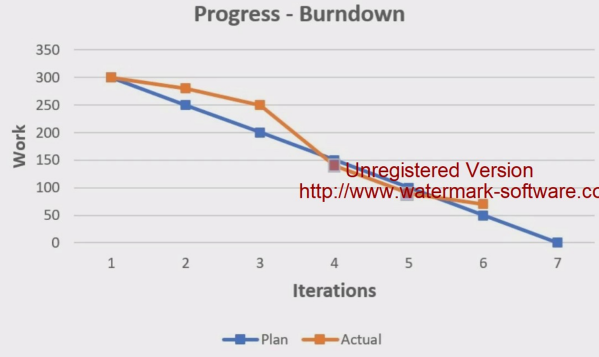 Progress - Burndown
350
300
250
200
150
100
50
0
Work
1 2 3 4 5 6 7
Iterations
Plan Actual
Unregistered Version
http://www.watermark-software.co